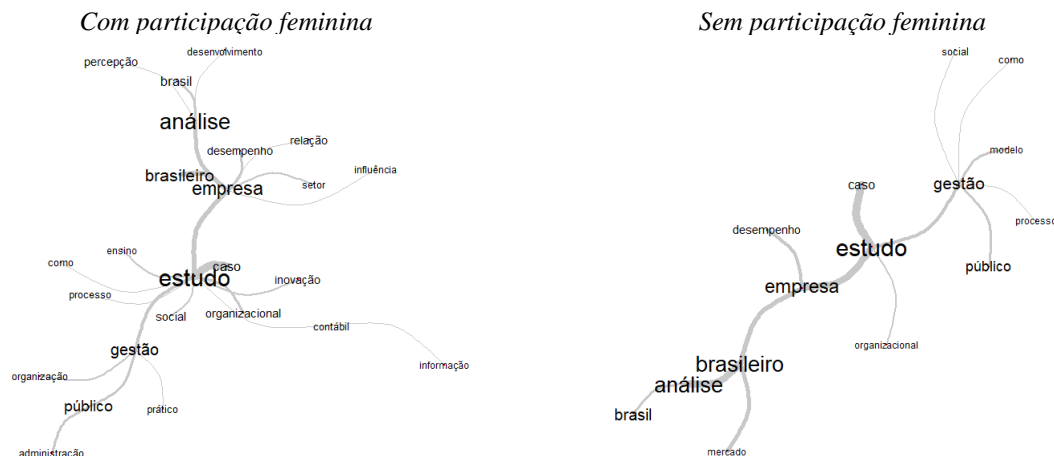 Com participação feminina
desenvolvimento
percepção
brasil
análise
relação
desempenho
influência
brasileiro
setor
empresa
ensino
como
caso
estudo
inovação
processo
social
organizacional
contábil
gestão
informação
organização
público
prático
administração
Sem participação feminina
social
como
modelo
caso
gestão
processo
desempenho
estudo
público
empresa
organizacional
brasileiro
análise
brasil
mercado